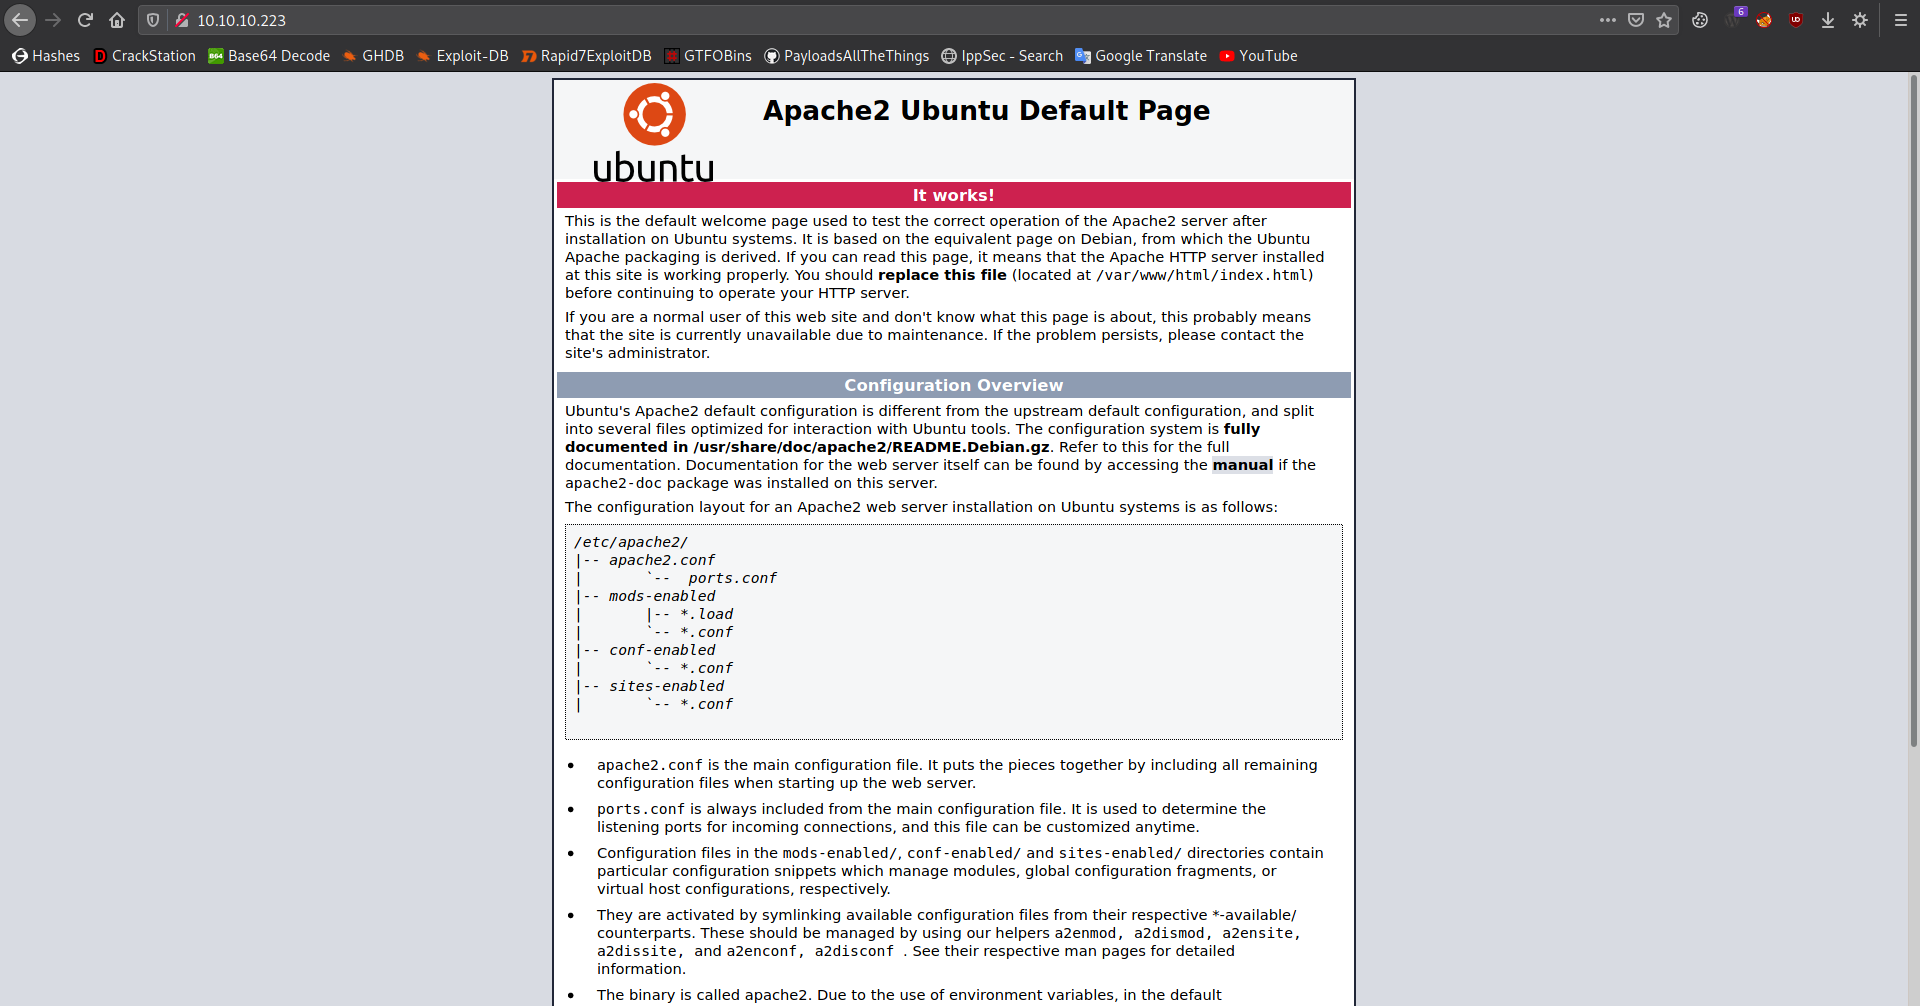 10.10.10.223
6
Hashes CrackStation Base64 Decode GHDB Exploit-DB Rapid7ExploitDB GTFOBins PayloadsAllTheThings IppSec - Search Google Translate YouTube
ubuntu
Apache2 Ubuntu Default Page
It works!
This is the default welcome page used to test the correct operation of the Apache2 server after
installation on Ubuntu systems. It is based on the equivalent page on Debian, from which the Ubuntu
Apache packaging is derived. If you can read this page, it means that the Apache HTTP server installed
at this site is working properly. You should replace this file (located at /var/www/html/index.html)
before continuing to operate your HTTP server.
If you are a normal user of this web site and don't know what this page is about, this probably means
that the site is currently unavailable due to maintenance. If the problem persists, please contact the
site's administrator.
Configuration Overview
Ubuntu's Apache2 default configuration is different from the upstream default configuration, and split
into several files optimized for interaction with Ubuntu tools. The configuration system is fully
documented in /usr/share/doc/apache2/README.Debian.gz. Refer to this for the full
documentation. Documentation for the web server itself can be found by accessing the manual if the
apache2-doc package was installed on this server.
The configuration layout for an Apache2 web server installation on Ubuntu systems is as follows:
/etc/apache2/
|-- apache2.conf
|       `--  ports.conf
|-- mods-enabled
|       |-- *.load
|       `-- *.conf
|-- conf-enabled
|       `-- *.conf
|-- sites-enabled
|       `-- *.conf
• apache2.conf is the main configuration file. It puts the pieces together by including all remaining
configuration files when starting up the web server.
• ports.conf is always included from the main configuration file. It is used to determine the
listening ports for incoming connections, and this file can be customized anytime.
• Configuration files in the mods-enabled/, conf-enabled/ and sites-enabled/ directories contain
particular configuration snippets which manage modules, global configuration fragments, or
virtual host configurations, respectively.
• They are activated by symlinking available configuration files from their respective *-available/
counterparts. These should be managed by using our helpers a2enmod, a2dismod, a2ensite,
a2dissite, and a2enconf, a2disconf . See their respective man pages for detailed
information.
• The binary is called apache2. Due to the use of environment variables, in the default